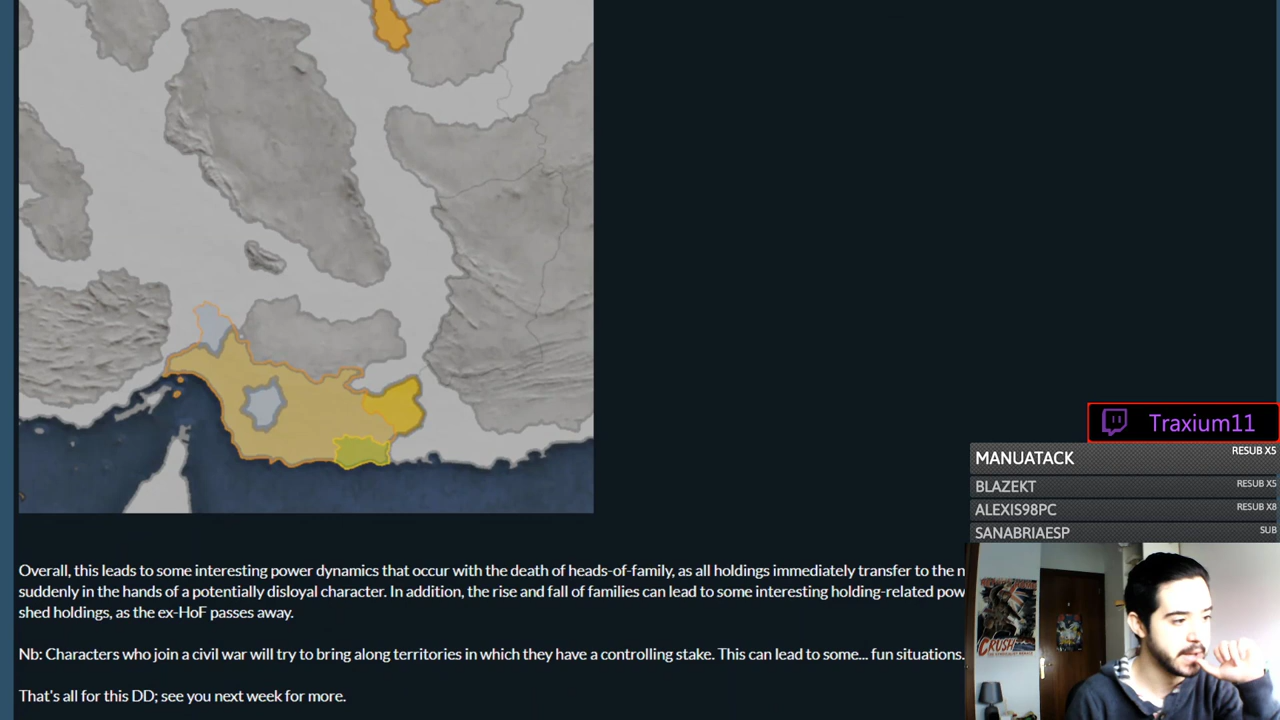 Traxium11
MANUATACK RESUB X5
BLAZEKT RESUB X5
ALEXIS98PC RESUB X8
SANABRIAESP SUB
CRUSH
Overall, this leads to some interesting power dynamics that occur with the death of heads-of-family, as all holdings immediately transfer to the
suddenly in the hands of a potentially disloyal character. In addition, the rise and fall of families can lead to some interesting holding-related
shed holdings, as the ex-HoF passes away.
Nb: Characters who join a civil war will try to bring along territories in which they have a controlling stake. This can lead to some... fun situations.
That's all for this DD; see you next week for more.